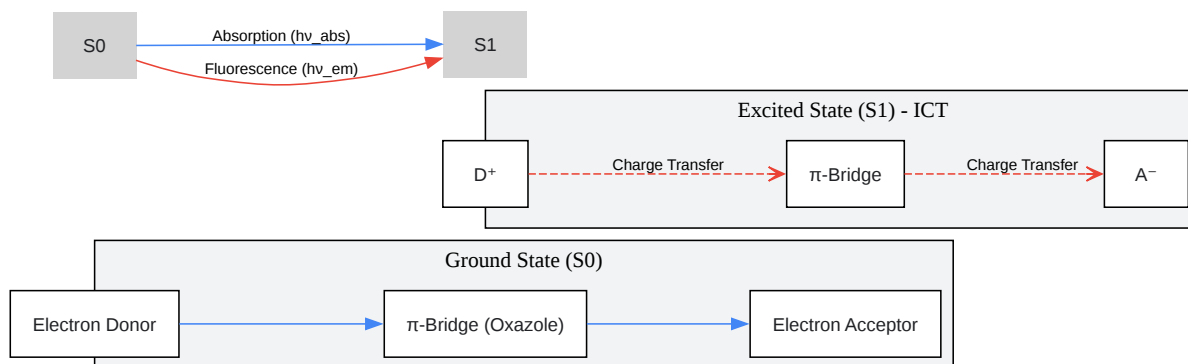 S0
Absorption (hν_abs)
S1
Fluorescence (hν_em)
Excited State (S1) - ICT
D⁺
Charge Transfer
π-Bridge
Charge Transfer
A⁻
Ground State (S0)
Electron Donor
π-Bridge (Oxazole)
Electron Acceptor